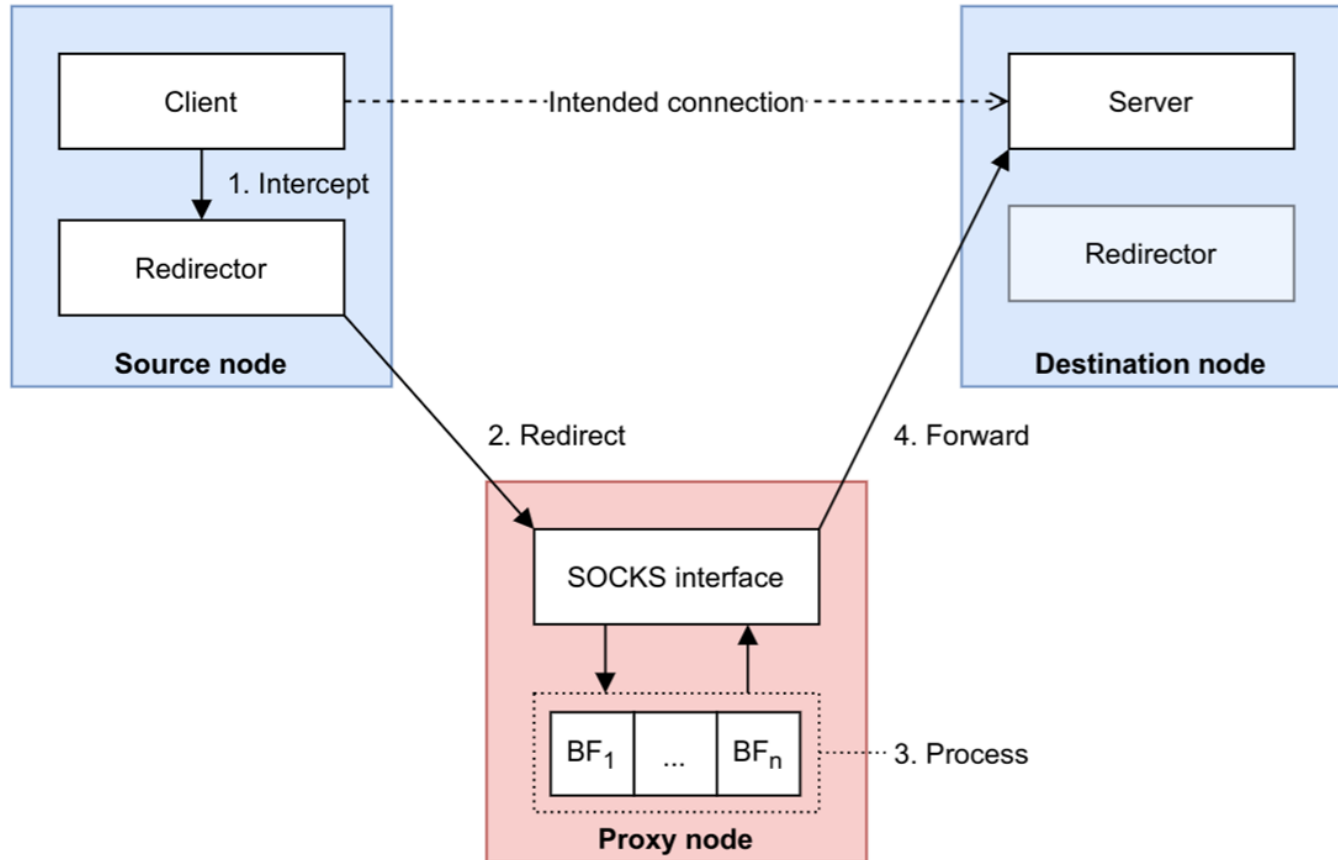 Client
Intended connection
Server
1. Intercept
Redirector
Redirector
Source node
Destination node
2. Redirect
4. Forward
SOCKS interface
BF₁
...
BFₙ
3. Process
Proxy node